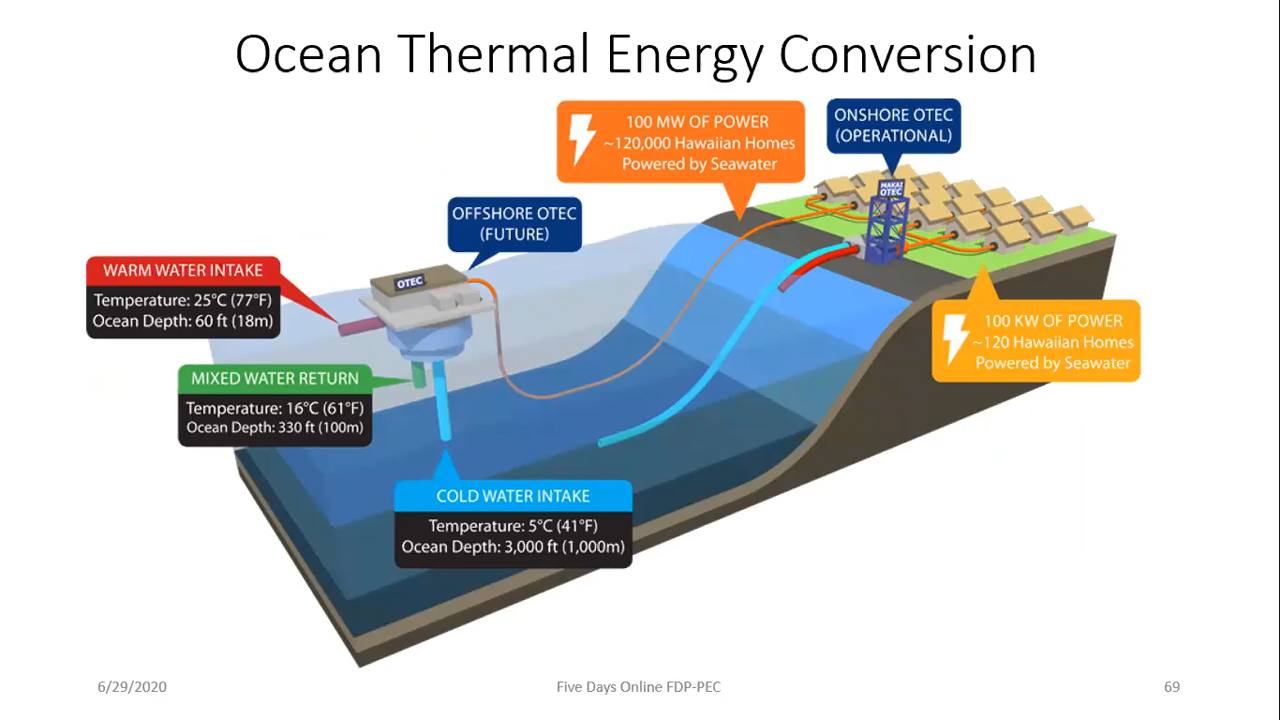 Ocean Thermal Energy Conversion
100 MW OF POWER
~120,000 Hawaiian Homes
Powered by Seawater
ONSHORE OTEC
(OPERATIONAL)
MAKAI
OTEC
OFFSHORE OTEC
(FUTURE)
OTEC
WARM WATER INTAKE
Temperature: 25°C (77°F)
Ocean Depth: 60 ft (18m)
100 KW OF POWER
~120 Hawaiian Homes
Powered by Seawater
MIXED WATER RETURN
Temperature: 16°C (61°F)
Ocean Depth: 330 ft (100m)
COLD WATER INTAKE
Temperature: 5°C (41°F)
Ocean Depth: 3,000 ft (1,000m)
6/29/2020
Five Days Online FDP-PEC
69